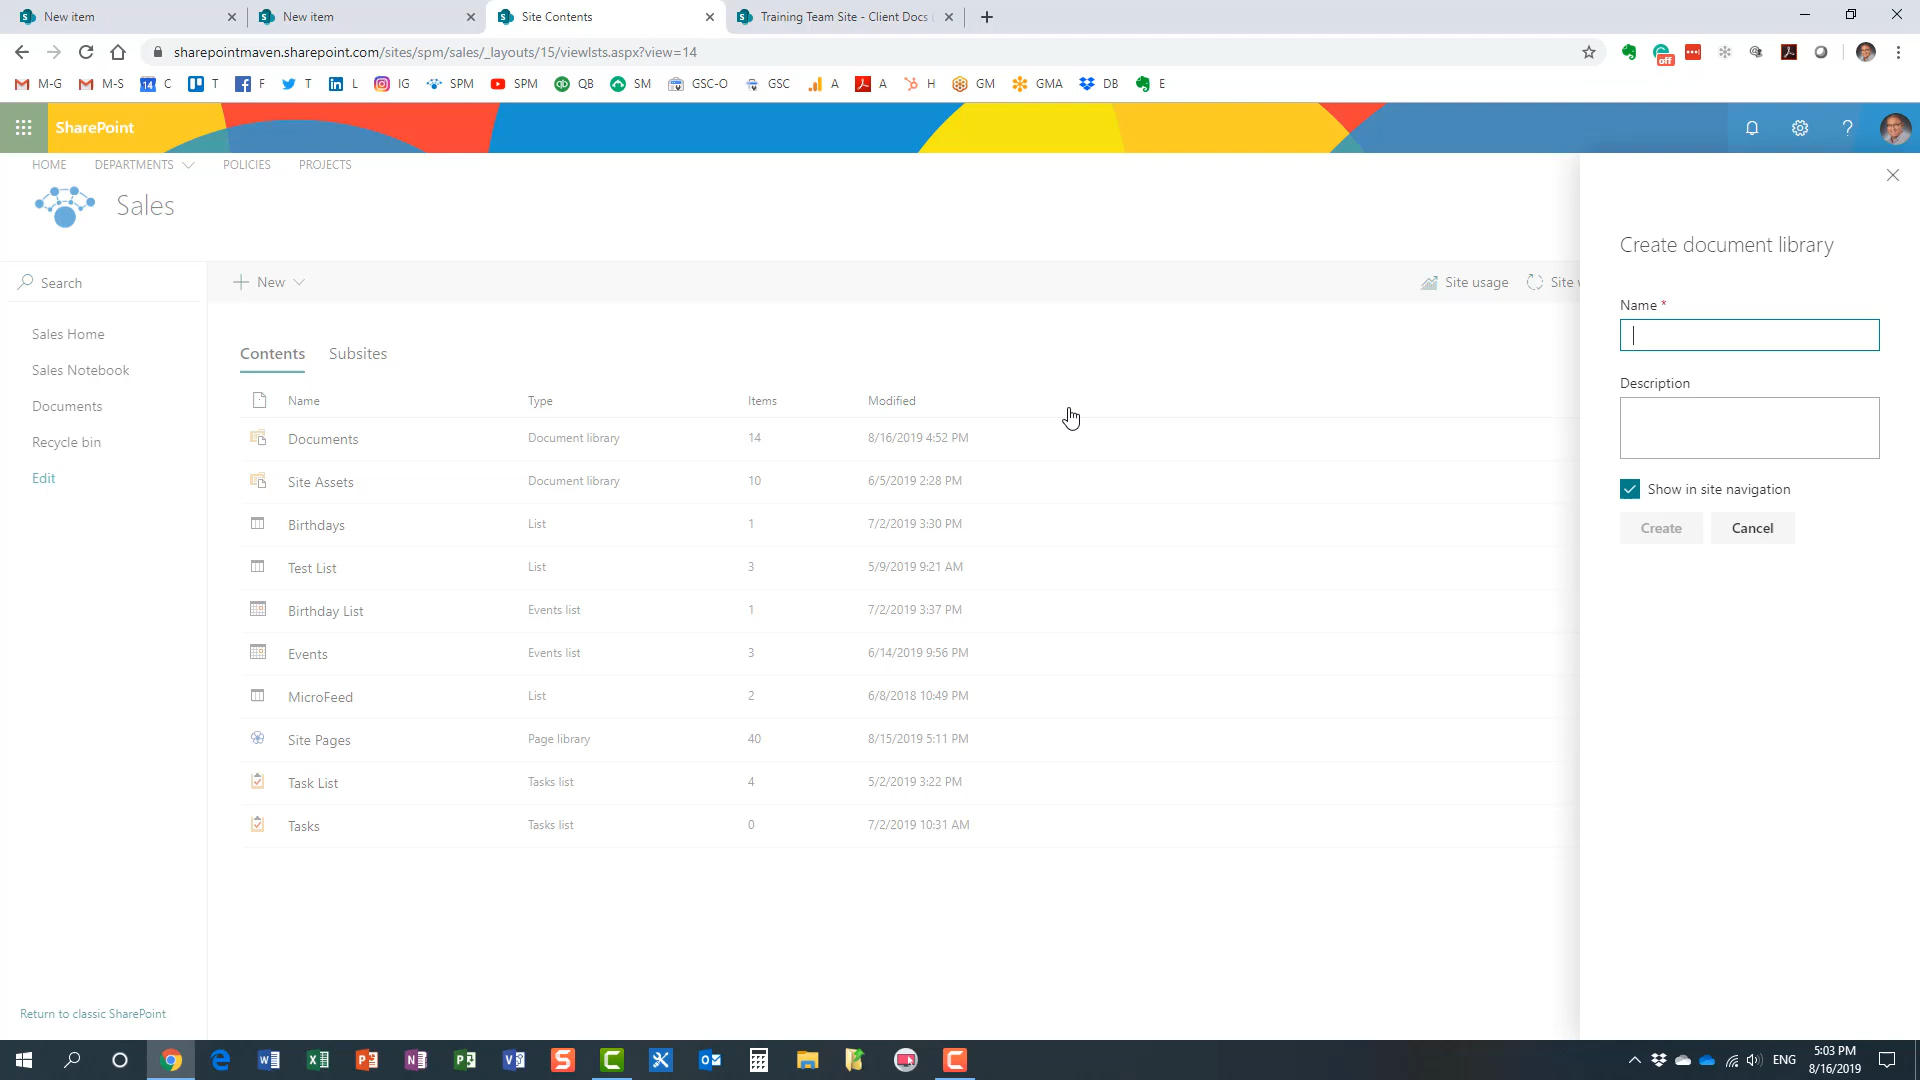 New item
New item
Site Contents
Training Team Site - Client Docs
sharepointmaven.sharepoint.com/sites/spm/sales/_layouts/15/viewlsts.aspx?view=14
off
M-G
M-S
14
C
T
F
T
L
IG
SPM
SPM
QB
SM
GSC-O
GSC
A
A
H
GM
GMA
DB
E
SharePoint
HOME
DEPARTMENTS
POLICIES
PROJECTS
Sales
Search
Sales Home
Sales Notebook
Documents
Recycle bin
Edit
Return to classic SharePoint
New
Site usage
Site
Contents
Subsites
Name Type Items Modified
Documents Document library 14 8/16/2019 4:52 PM
Site Assets Document library 10 6/5/2019 2:28 PM
Birthdays List 1 7/2/2019 3:30 PM
Test List List 3 5/9/2019 9:21 AM
Birthday List Events list 1 7/2/2019 3:37 PM
Events Events list 3 6/14/2019 9:56 PM
MicroFeed List 2 6/8/2018 10:49 PM
Site Pages Page library 40 8/15/2019 5:11 PM
Task List Tasks list 4 5/2/2019 3:22 PM
Tasks Tasks list 0 7/2/2019 10:31 AM
Create document library
Name *
Description
Show in site navigation
Create
Cancel
ENG
5:03 PM
8/16/2019